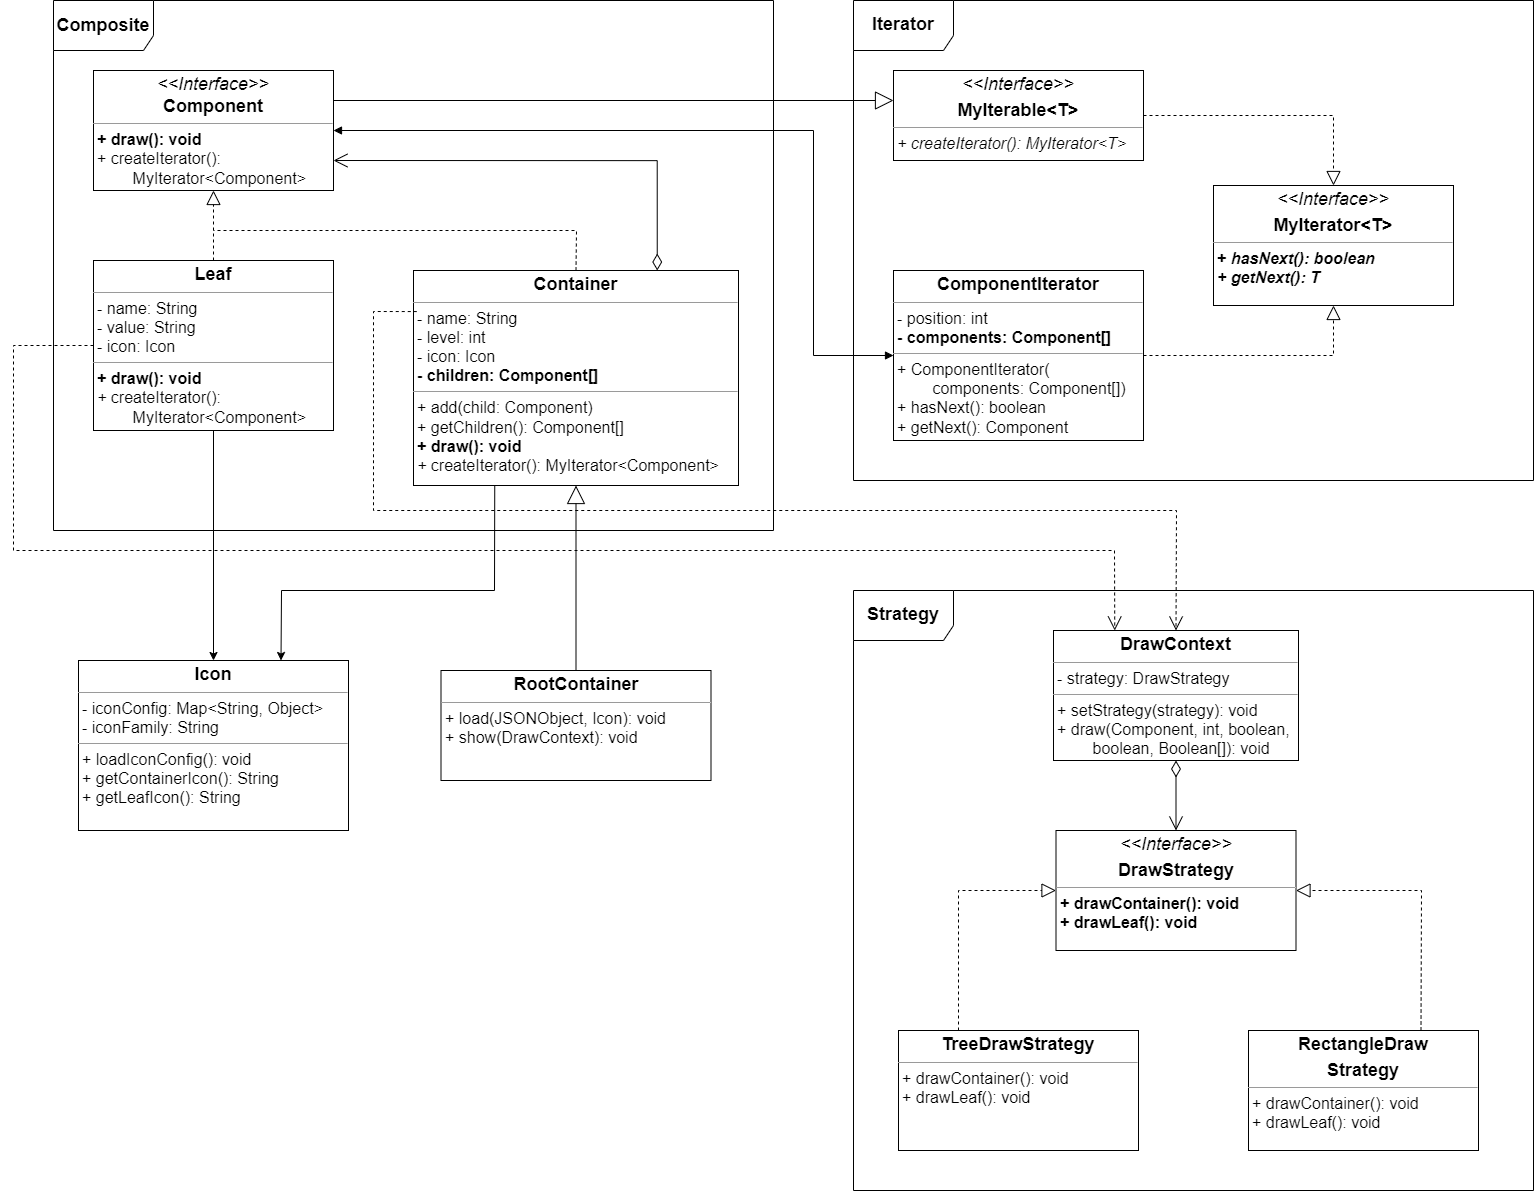 Composite
<<Interface>>
Component
+ draw(): void
+ createIterator():
MyIterator<Component>
Leaf
- name: String
- value: String
- icon: Icon
+ draw(): void
+ createIterator():
MyIterator<Component>
Container
- name: String
- level: int
- icon: Icon
- children: Component[]
+ add(child: Component)
+ getChildren(): Component[]
+ draw(): void
+ createIterator(): MyIterator<Component>
Iterator
<<Interface>>
MyIterable<T>
+ createIterator(): MyIterator<T>
<<Interface>>
MyIterator<T>
+ hasNext(): boolean
+ getNext(): T
ComponentIterator
- position: int
- components: Component[]
+ ComponentIterator(
components: Component[])
+ hasNext(): boolean
+ getNext(): Component
Icon
- iconConfig: Map<String, Object>
- iconFamily: String
+ loadIconConfig(): void
+ getContainerIcon(): String
+ getLeafIcon(): String
RootContainer
+ load(JSONObject, Icon): void
+ show(DrawContext): void
Strategy
DrawContext
- strategy: DrawStrategy
+ setStrategy(strategy): void
+ draw(Component, int, boolean,
boolean, Boolean[]): void
<<Interface>>
DrawStrategy
+ drawContainer(): void
+ drawLeaf(): void
TreeDrawStrategy
+ drawContainer(): void
+ drawLeaf(): void
RectangleDraw
Strategy
+ drawContainer(): void
+ drawLeaf(): void